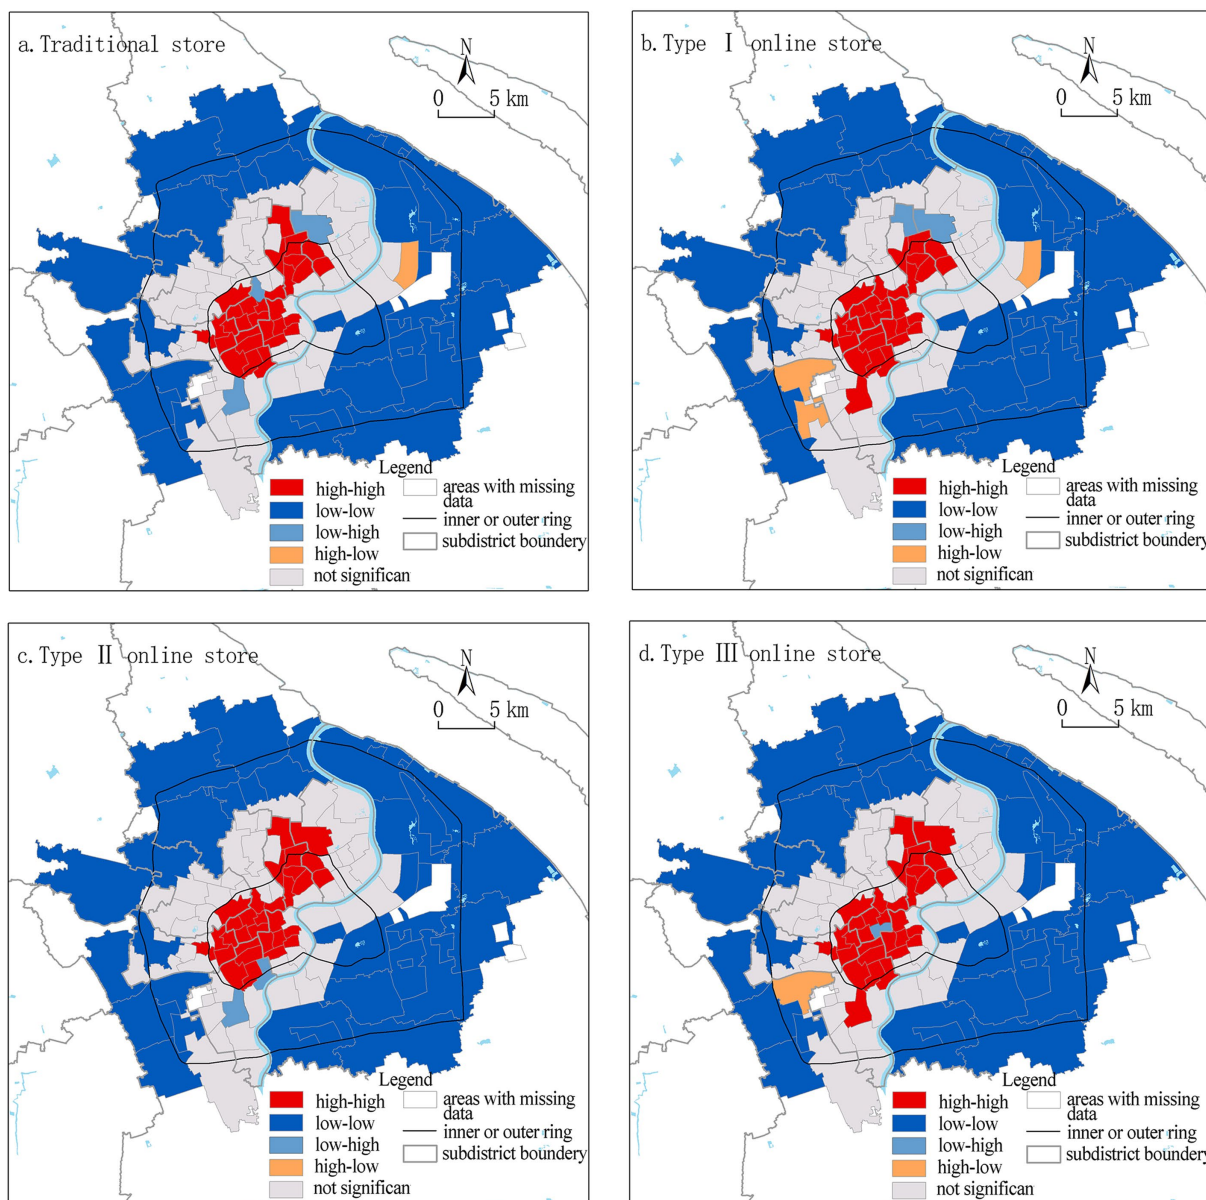 a. Traditional store
N
0 5 km
Legend
high-high
low-low
low-high
high-low
not significan
areas with missing
data
inner or outer ring
subdistrict boundary
b. Type Ⅰ online store
N
0 5 km
Legend
high-high
low-low
low-high
high-low
not significan
areas with missing
data
inner or outer ring
subdistrict boundary
c. Type Ⅱ online store
N
0 5 km
Legend
high-high
low-low
low-high
high-low
not significan
areas with missing
data
inner or outer ring
subdistrict boundary
d. Type Ⅲ online store
N
0 5 km
Legend
high-high
low-low
low-high
high-low
not significan
areas with missing
data
inner or outer ring
subdistrict boundary